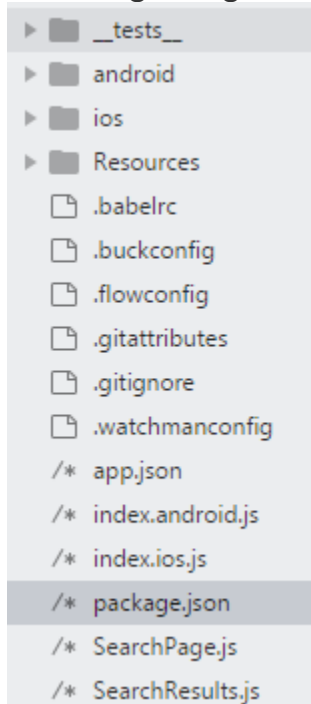 __tests__
android
ios
Resources
.babelrc
.buckconfig
.flowconfig
.gitattributes
.gitignore
.watchmanconfig
/* app.json
/* index.android.js
/* index.ios.js
/* package.json
/* SearchPage.js
/* SearchResults.js